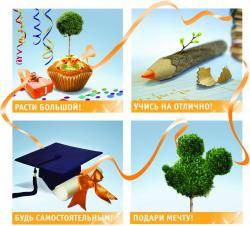 РАСТИ БОЛЬШОЙ!
УЧИСЬ НА ОТЛИЧНО!
БУДЬ САМОСТОЯТЕЛЬНЫМ!
ПОДАРИ МЕЧТУ!